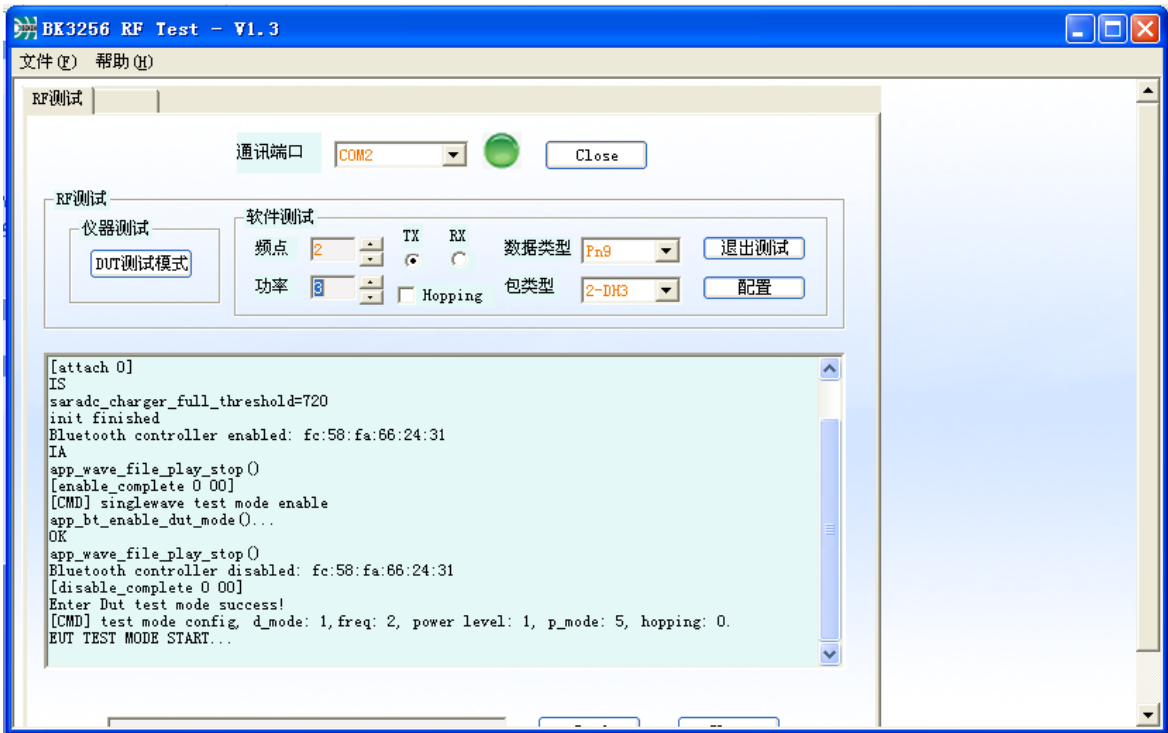 BK3256 RF Test - V1.3
文件(F) 帮助(H)
RF测试
通讯端口 COM2 Close
RF测试
仪器测试 软件测试
频点 2 TX RX 数据类型 Pn9 退出测试
DUT测试模式
功率 3 Hopping 包类型 2-DH3 配置
[attach 0]
IS
saradc_charger_full_threshold=720
init finished
Bluetooth controller enabled: fc:58:fa:66:24:31
IA
app_wave_file_play_stop()
[enable_complete 0 00]
[CMD] singlewave test mode enable
app_bt_enable_dut_mode()...
OK
app_wave_file_play_stop()
Bluetooth controller disabled: fc:58:fa:66:24:31
[disable_complete 0 00]
Enter Dut test mode success!
[CMD] test mode config, d_mode: 1,freq: 2, power level: 1, p_mode: 5, hopping: 0.
EUT TEST MODE START...